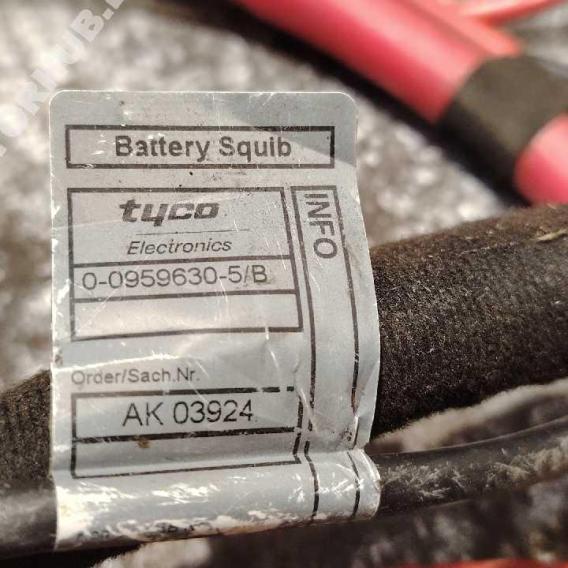 Battery Squib
tyco
Electronics
INFO
0-0959630-5/B
Order/Sach.Nr.
AK 03924